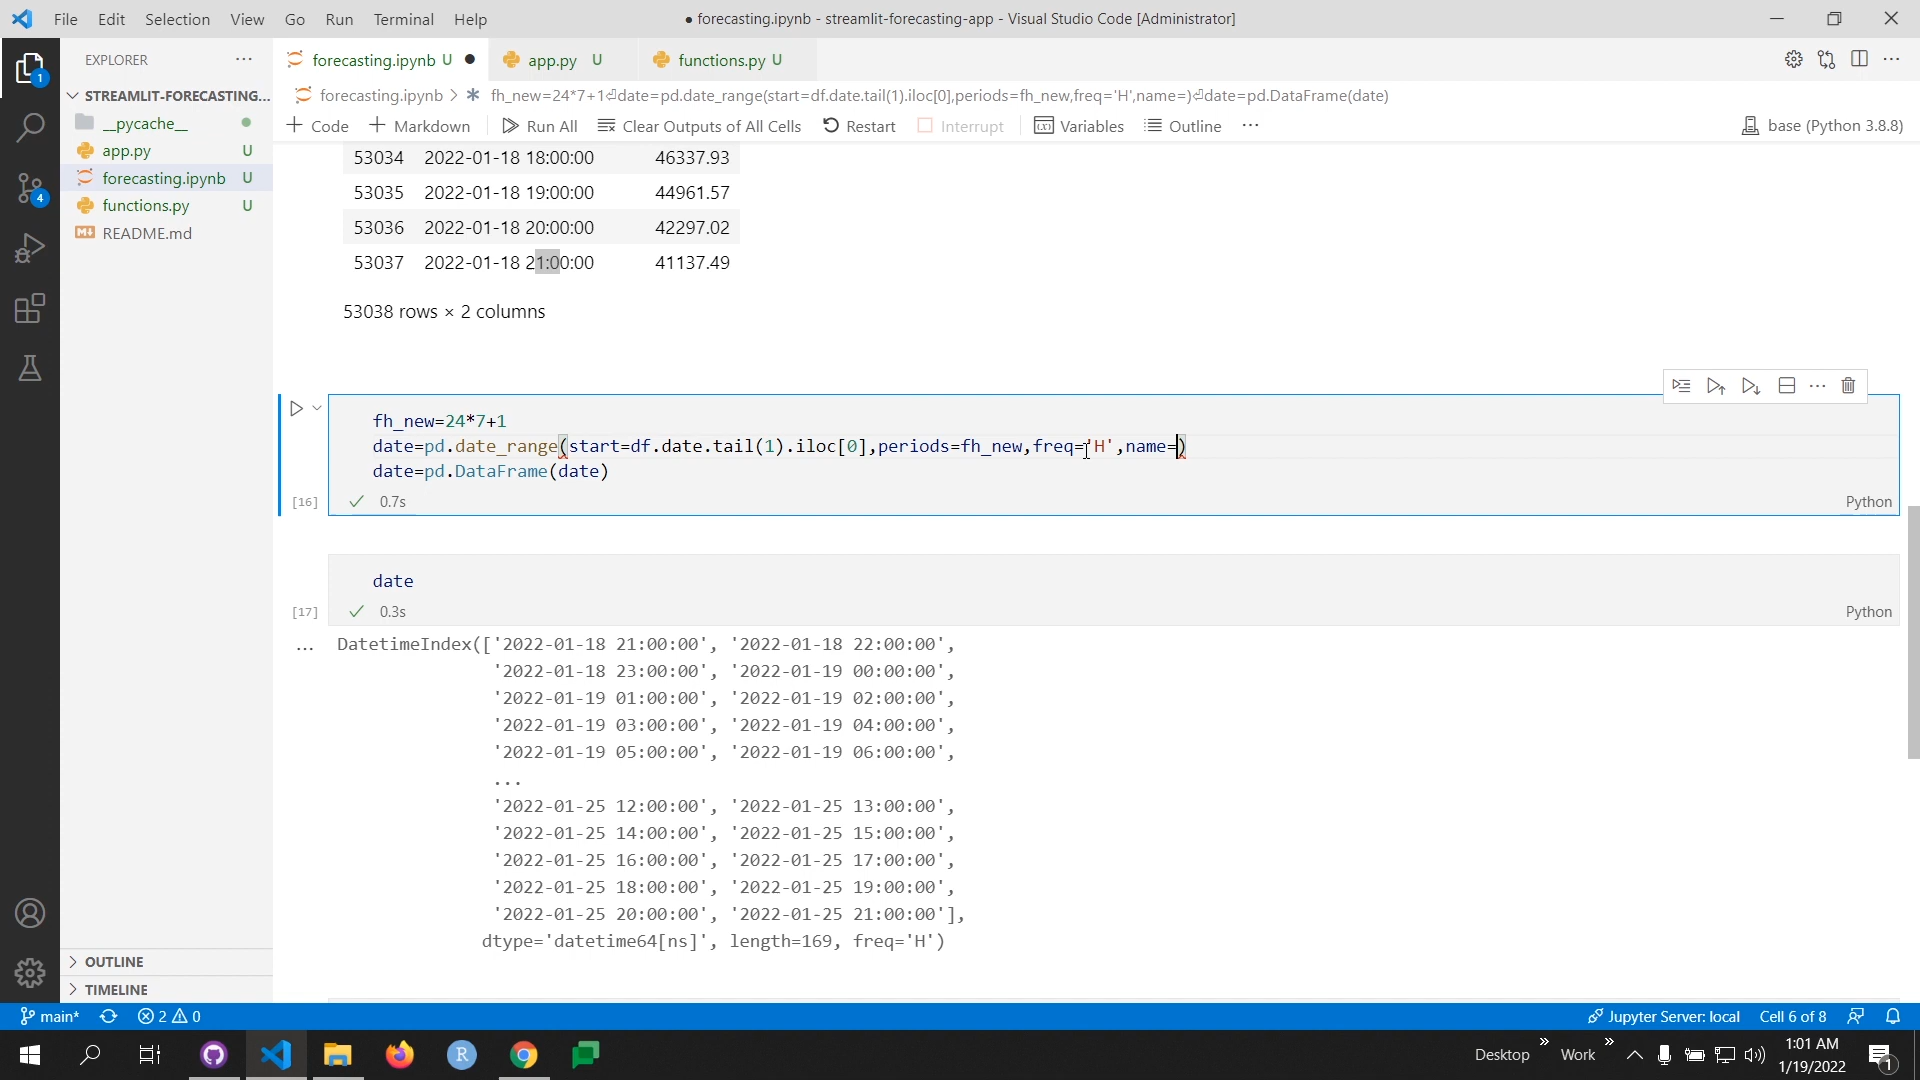 File Edit Selection View Go Run Terminal Help
● forecasting.ipynb - streamlit-forecasting-app - Visual Studio Code [Administrator]
EXPLORER ···
forecasting.ipynb U ●
app.py U
functions.py U
STREAMLIT-FORECASTING...
forecasting.ipynb > fh_new=24*7+1⏎date=pd.date_range(start=df.date.tail(1).iloc[0],periods=fh_new,freq='H',name=)⏎date=pd.DataFrame(date)
__pycache__
app.py U
forecasting.ipynb U
functions.py U
README.md
+ Code + Markdown Run All Clear Outputs of All Cells Restart Interrupt Variables Outline ··· base (Python 3.8.8)
53034 2022-01-18 18:00:00 46337.93
53035 2022-01-18 19:00:00 44961.57
53036 2022-01-18 20:00:00 42297.02
53037 2022-01-18 21:00:00 41137.49
53038 rows × 2 columns
fh_new=24*7+1
date=pd.date_range(start=df.date.tail(1).iloc[0],periods=fh_new,freq='H',name=)
date=pd.DataFrame(date)
[16] ✓ 0.7s Python
date
[17] ✓ 0.3s Python
... DatetimeIndex(['2022-01-18 21:00:00', '2022-01-18 22:00:00',
'2022-01-18 23:00:00', '2022-01-19 00:00:00',
'2022-01-19 01:00:00', '2022-01-19 02:00:00',
'2022-01-19 03:00:00', '2022-01-19 04:00:00',
'2022-01-19 05:00:00', '2022-01-19 06:00:00',
...
'2022-01-25 12:00:00', '2022-01-25 13:00:00',
'2022-01-25 14:00:00', '2022-01-25 15:00:00',
'2022-01-25 16:00:00', '2022-01-25 17:00:00',
'2022-01-25 18:00:00', '2022-01-25 19:00:00',
'2022-01-25 20:00:00', '2022-01-25 21:00:00'],
dtype='datetime64[ns]', length=169, freq='H')
OUTLINE
TIMELINE
1
4
main* 2 0
Jupyter Server: local Cell 6 of 8
R
Desktop » Work »
1:01 AM
1/19/2022
1